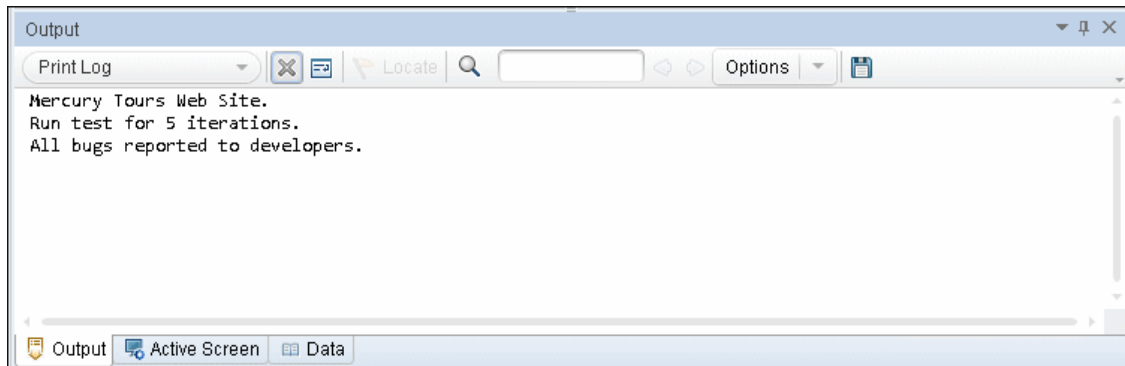 Output
Print Log
Locate
Options
Mercury Tours Web Site.
Run test for 5 iterations.
All bugs reported to developers.
Output
Active Screen
Data